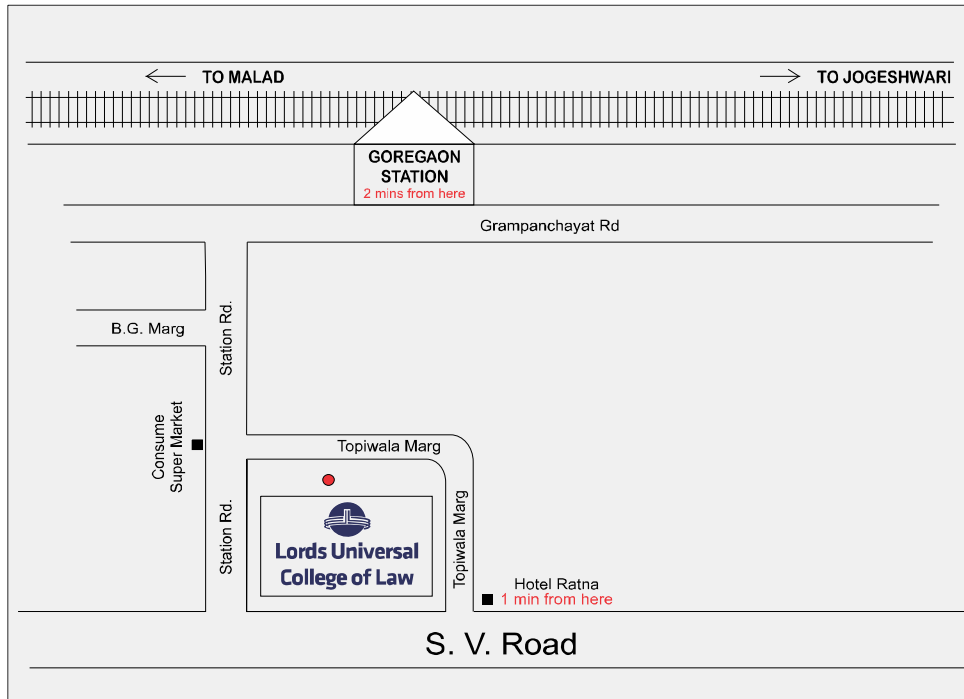 TO MALAD
TO JOGESHWARI
GOREGAON
STATION
2 mins from here
Grampanchayat Rd
B.G. Marg
Station Rd.
Consume
Super Market
Topiwala Marg
Station Rd.
Lords Universal
College of Law
Topiwala Marg
Hotel Ratna
1 min from here
S. V. Road